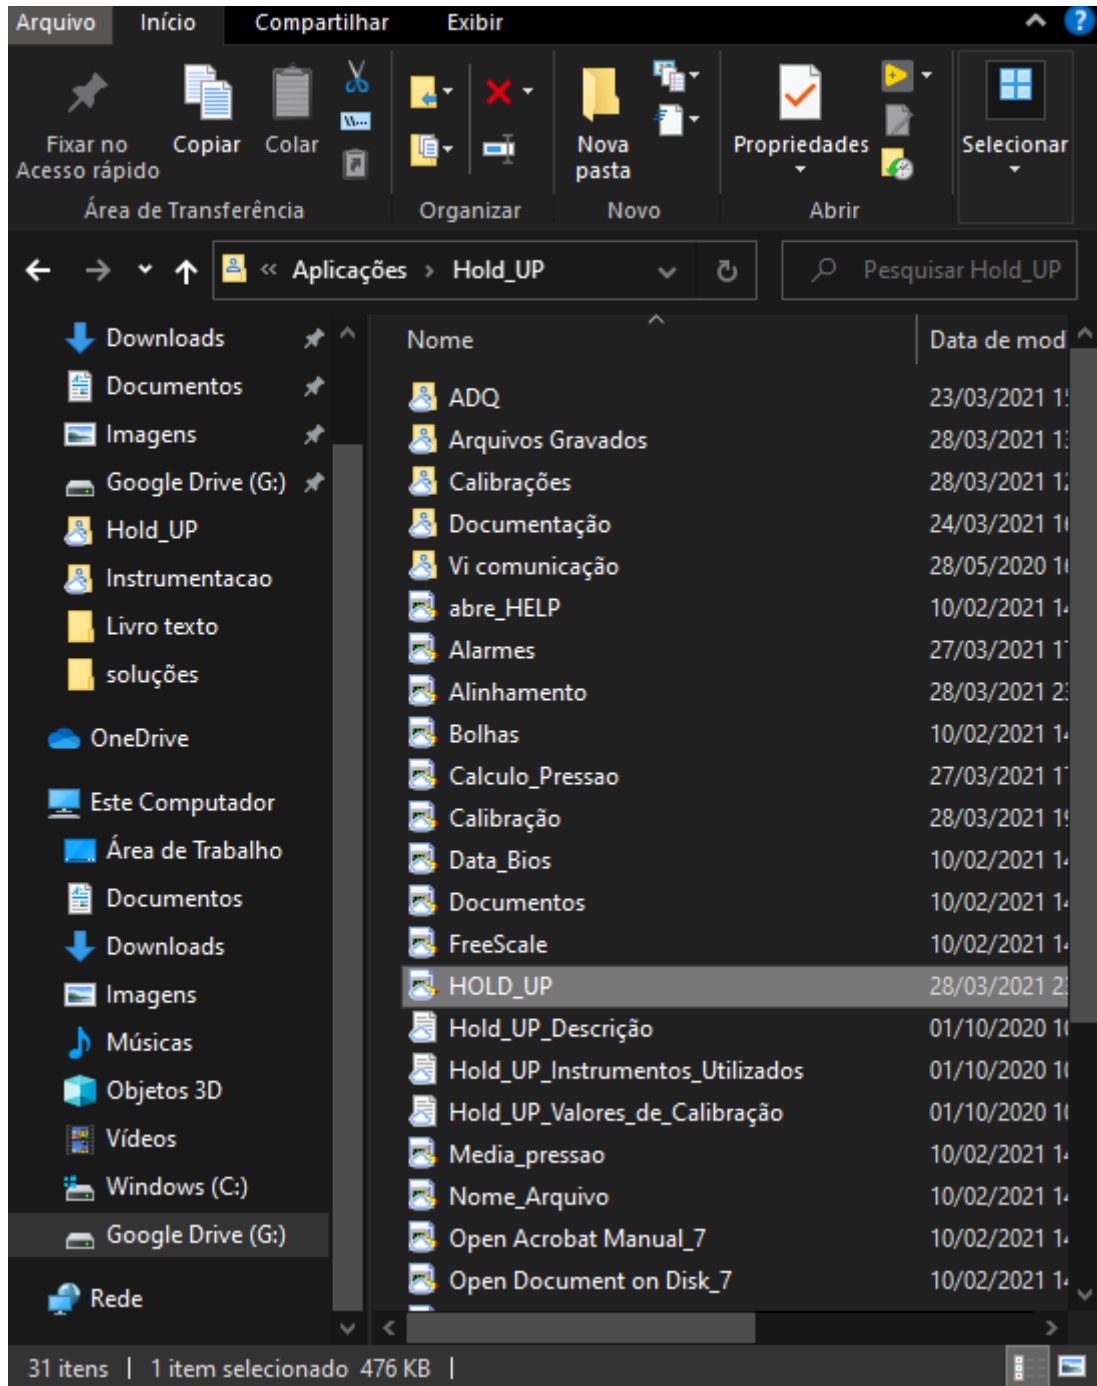 Arquivo Início Compartilhar Exibir
Fixar no
Acesso rápido
Copiar
Colar
Nova
pasta
Propriedades
Selecionar
Área de Transferência Organizar Novo Abrir
« Aplicações › Hold_UP
Pesquisar Hold_UP
Downloads
Documentos
Imagens
Google Drive (G:)
Hold_UP
Instrumentacao
Livro texto
soluções
OneDrive
Este Computador
Área de Trabalho
Documentos
Downloads
Imagens
Músicas
Objetos 3D
Vídeos
Windows (C:)
Google Drive (G:)
Rede
Nome Data de mod
ADQ 23/03/2021
Arquivos Gravados 28/03/2021
Calibrações 28/03/2021
Documentação 24/03/2021
Vi comunicação 28/05/2020
abre_HELP 10/02/2021
Alarmes 27/03/2021
Alinhamento 28/03/2021
Bolhas 10/02/2021
Calculo_Pressao 27/03/2021
Calibração 28/03/2021
Data_Bios 10/02/2021
Documentos 10/02/2021
FreeScale 10/02/2021
HOLD_UP 28/03/2021
Hold_UP_Descrição 01/10/2020
Hold_UP_Instrumentos_Utilizados 01/10/2020
Hold_UP_Valores_de_Calibração 01/10/2020
Media_pressao 10/02/2021
Nome_Arquivo 10/02/2021
Open Acrobat Manual_7 10/02/2021
Open Document on Disk_7 10/02/2021
31 itens | 1 item selecionado 476 KB |